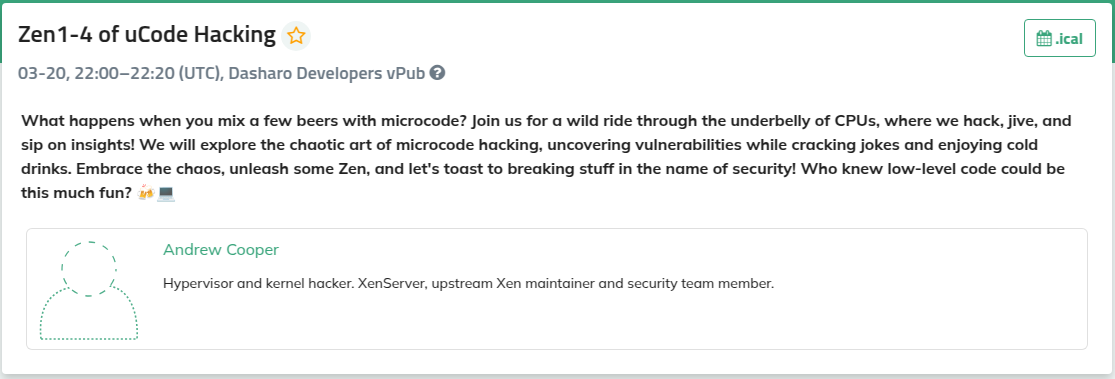 Zen1-4 of uCode Hacking
.ical
03-20, 22:00–22:20 (UTC), Dasharo Developers vPub ?
What happens when you mix a few beers with microcode? Join us for a wild ride through the underbelly of CPUs, where we hack, jive, and
sip on insights! We will explore the chaotic art of microcode hacking, uncovering vulnerabilities while cracking jokes and enjoying cold
drinks. Embrace the chaos, unleash some Zen, and let's toast to breaking stuff in the name of security! Who knew low-level code could be
this much fun? 🍻💻
Andrew Cooper
Hypervisor and kernel hacker. XenServer, upstream Xen maintainer and security team member.